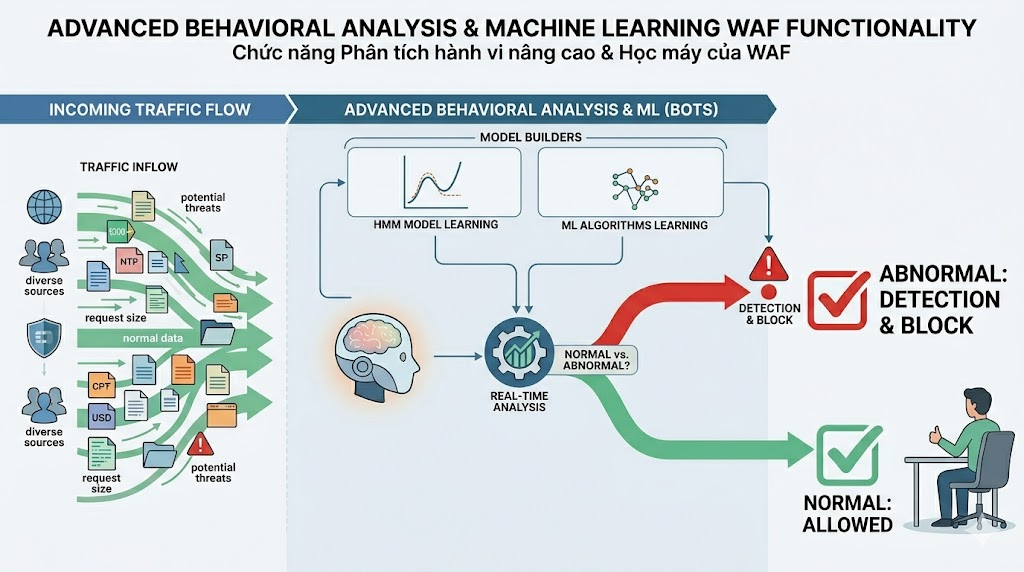 ADVANCED BEHAVIORAL ANALYSIS & MACHINE LEARNING WAF FUNCTIONALITY
Chức năng Phân tích hành vi nâng cao & Học máy của WAF
INCOMING TRAFFIC FLOW
ADVANCED BEHAVIORAL ANALYSIS & ML (BOTS)
TRAFFIC INFLOW
potential
threats
NTP
SP
diverse
sources
request size
normal data
CPT
USD
diverse
sources
request
size
potential
threats
MODEL BUILDERS
HMM MODEL LEARNING
ML ALGORITHMS LEARNING
REAL-TIME
ANALYSIS
NORMAL vs.
ABNORMAL?
DETECTION
& BLOCK
ABNORMAL:
DETECTION
& BLOCK
NORMAL:
ALLOWED